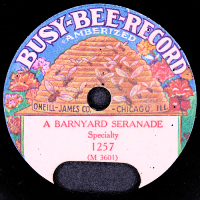 BUSY-BEE-RECORD
AMBERIZED
O'NEILL-JAMES CO. CHICAGO, ILL
A BARNYARD SERANADE
Specialty
1257
(M 3601)